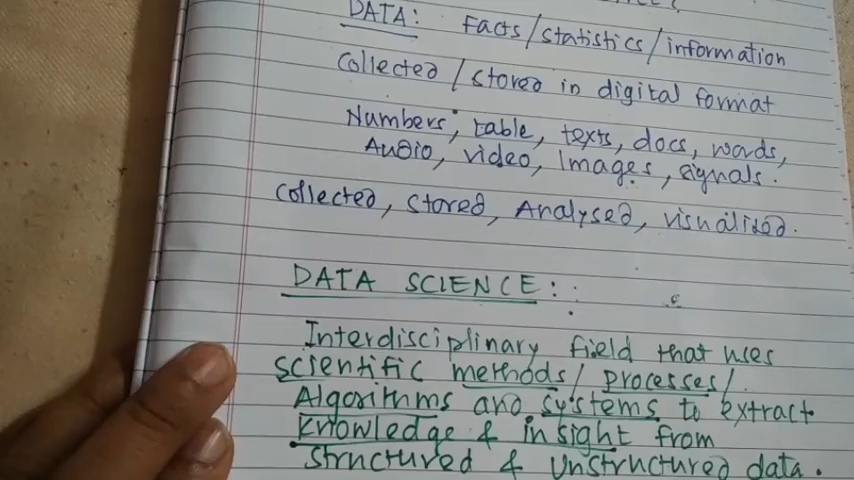 DATA: Facts/statistics/information
Collected/stored in digital format
Numbers, table, texts, docs, words,
Audio, video, Images, signals.
Collected, stored, Analysed, visualized.
DATA SCIENCE:
Interdisciplinary field that uses
scientific methods/processes/
Algorithms and systems to extract
knowledge & insight from
structured & Unstructured data.